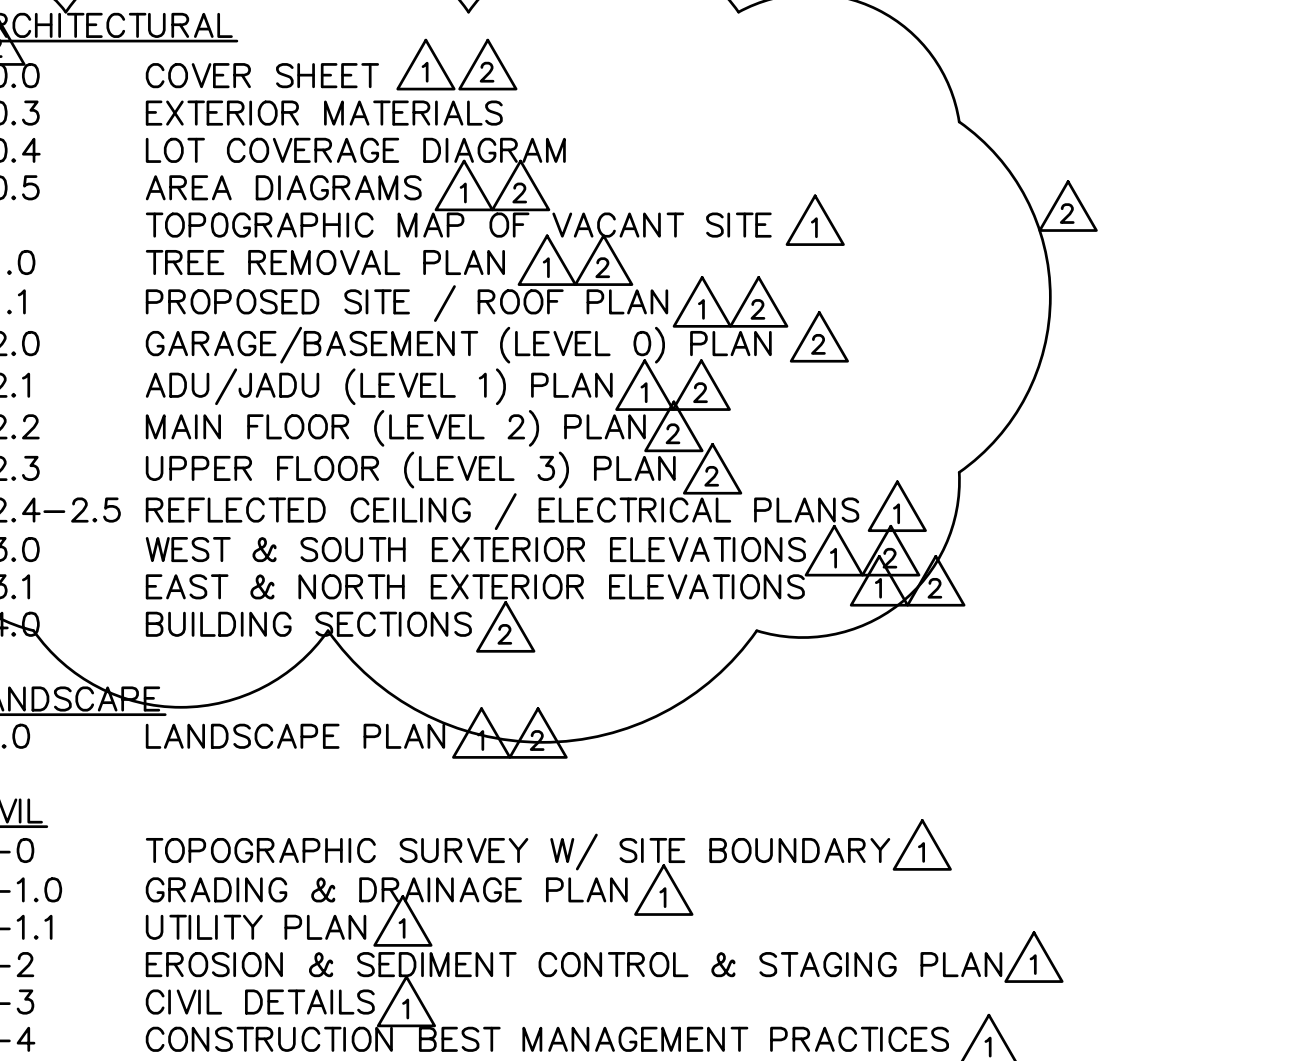 RCHITECTURAL
0.0 COVER SHEET 1 2
0.3 EXTERIOR MATERIALS
0.4 LOT COVERAGE DIAGRAM
0.5 AREA DIAGRAMS 1 2
TOPOGRAPHIC MAP OF VACANT SITE 1 2
.0 TREE REMOVAL PLAN 1 2
.1 PROPOSED SITE / ROOF PLAN 1 2
2.0 GARAGE/BASEMENT (LEVEL 0) PLAN 2
2.1 ADU/JADU (LEVEL 1) PLAN 1 2
2.2 MAIN FLOOR (LEVEL 2) PLAN 2
2.3 UPPER FLOOR (LEVEL 3) PLAN 2
2.4-2.5 REFLECTED CEILING / ELECTRICAL PLANS 1
3.0 WEST & SOUTH EXTERIOR ELEVATIONS 1 2
3.1 EAST & NORTH EXTERIOR ELEVATIONS 1 2
4.0 BUILDING SECTIONS 2
ANDSCAPE
.0 LANDSCAPE PLAN 1 2
VIL
-0 TOPOGRAPHIC SURVEY W/ SITE BOUNDARY 1
-1.0 GRADING & DRAINAGE PLAN 1
-1.1 UTILITY PLAN 1
-2 EROSION & SEDIMENT CONTROL & STAGING PLAN 1
-3 CIVIL DETAILS 1
-4 CONSTRUCTION BEST MANAGEMENT PRACTICES 1